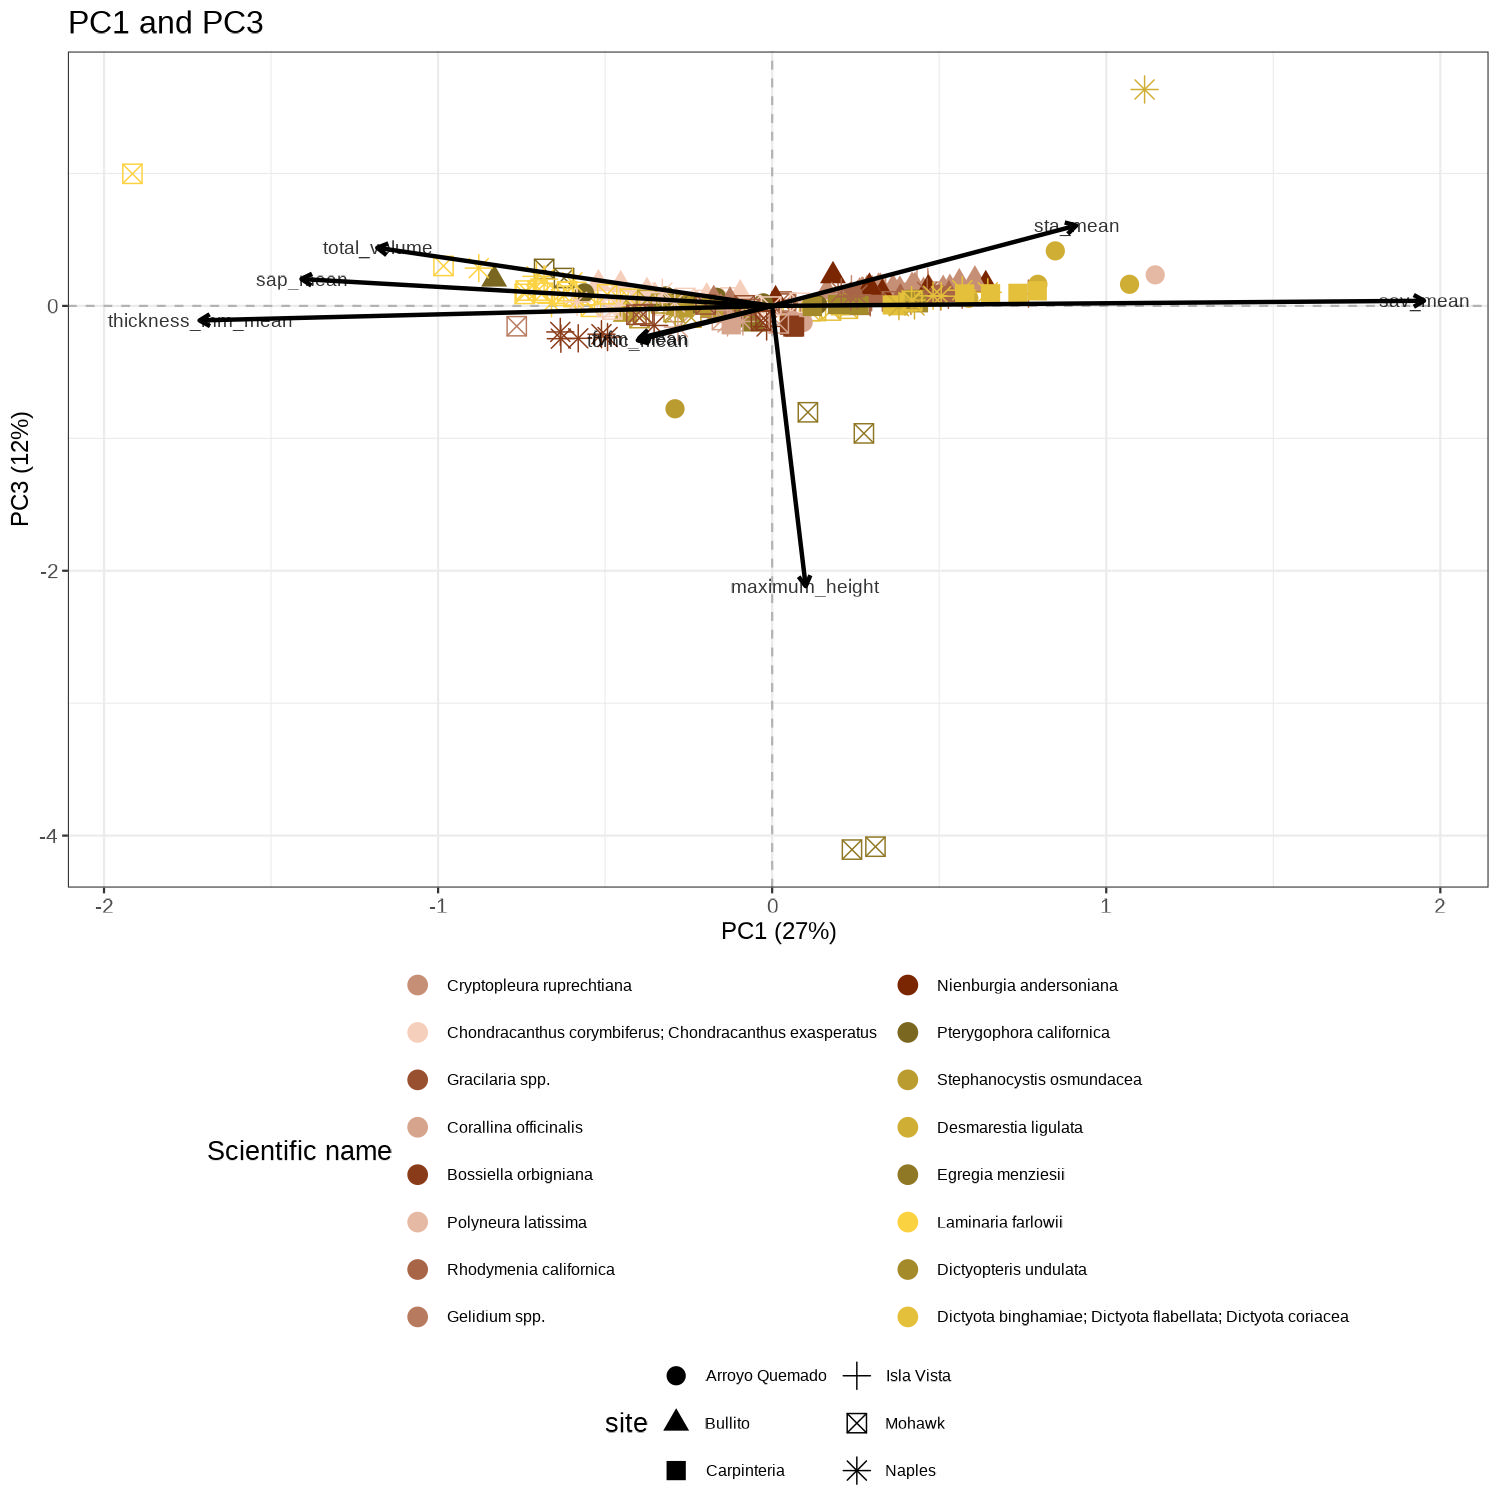 PC1 and PC3
sta_mean
total_volume
sap_mean
sav_mean
thickness_mm_mean
maximum_height
0
-2
-4
PC3 (12%)
-2
-1
0
1
2
PC1 (27%)
Scientific name
Cryptopleura ruprechtiana
Chondracanthus corymbiferus; Chondracanthus exasperatus
Gracilaria spp.
Corallina officinalis
Bossiella orbigniana
Polyneura latissima
Rhodymenia californica
Gelidium spp.
Nienburgia andersoniana
Pterygophora californica
Stephanocystis osmundacea
Desmarestia ligulata
Egregia menziesii
Laminaria farlowii
Dictyopteris undulata
Dictyota binghamiae; Dictyota flabellata; Dictyota coriacea
site
Arroyo Quemado
Bullito
Carpinteria
Isla Vista
Mohawk
Naples